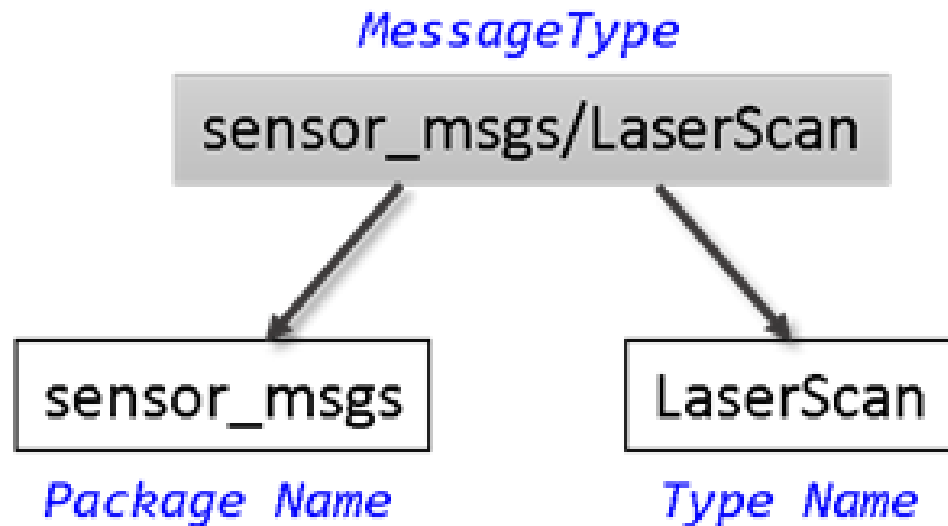 MessageType
sensor_msgs/LaserScan
sensor_msgs
LaserScan
Package Name
Type Name